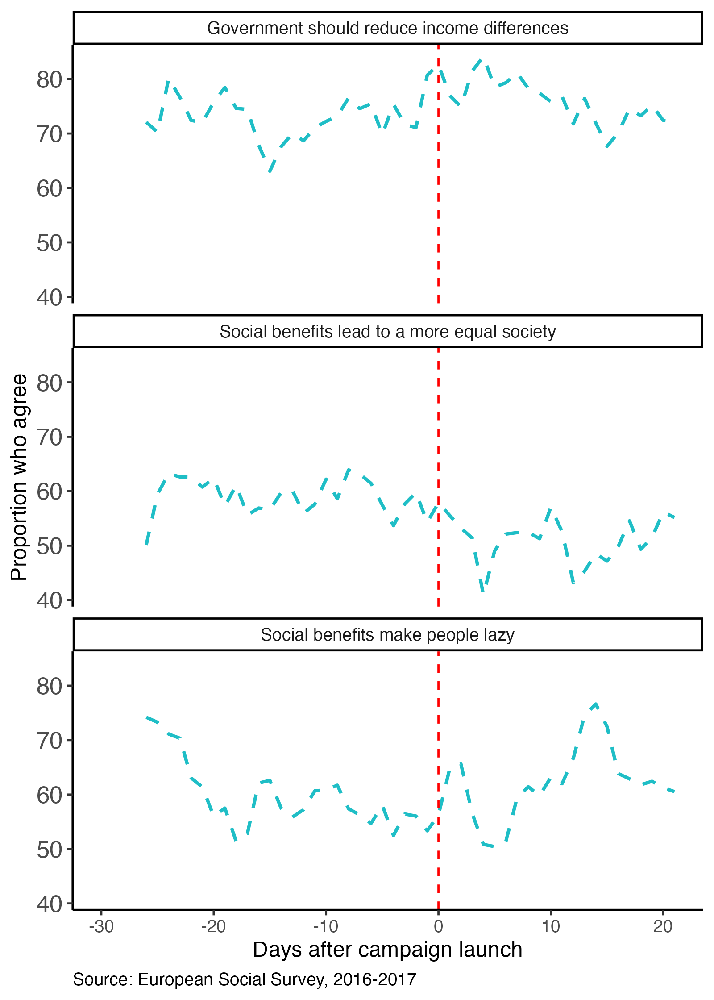 Government should reduce income differences
80
70
60
50
40
Social benefits lead to a more equal society
Proportion who agree
80
70
60
50
40
Social benefits make people lazy
80
70
60
50
40
-30 -20 -10 0 10 20
Days after campaign launch
Source: European Social Survey, 2016-2017